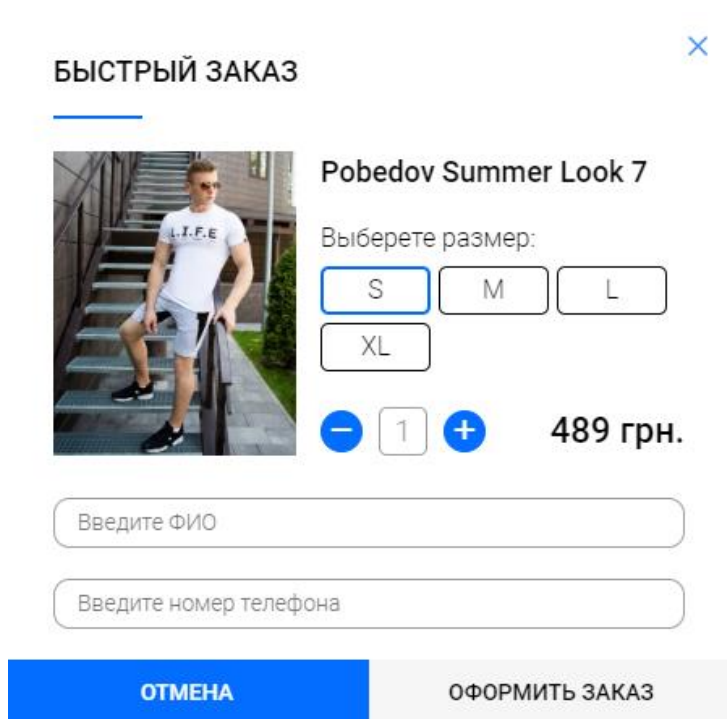 БЫСТРЫЙ ЗАКАЗ
Pobedov Summer Look 7
L.I.F.E
Выберете размер:
S M L
XL
1 489 грн.
Введите ФИО
Введите номер телефона
ОТМЕНА ОФОРМИТЬ ЗАКАЗ